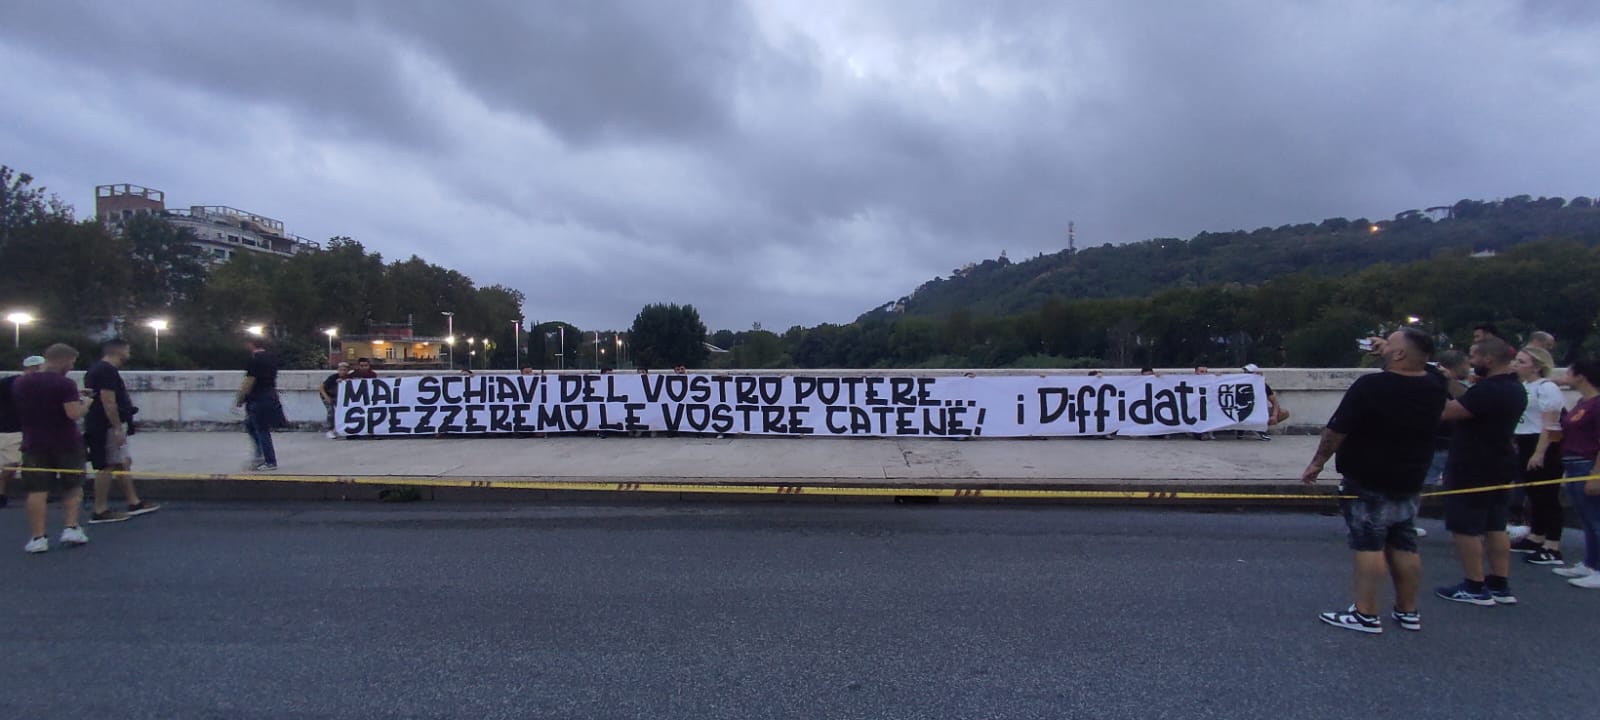 MAi SCHiAVi DEL VOSTRO POTERE...
SPEZZEREMO LE VOSTRE CATENE!
i Diffidati